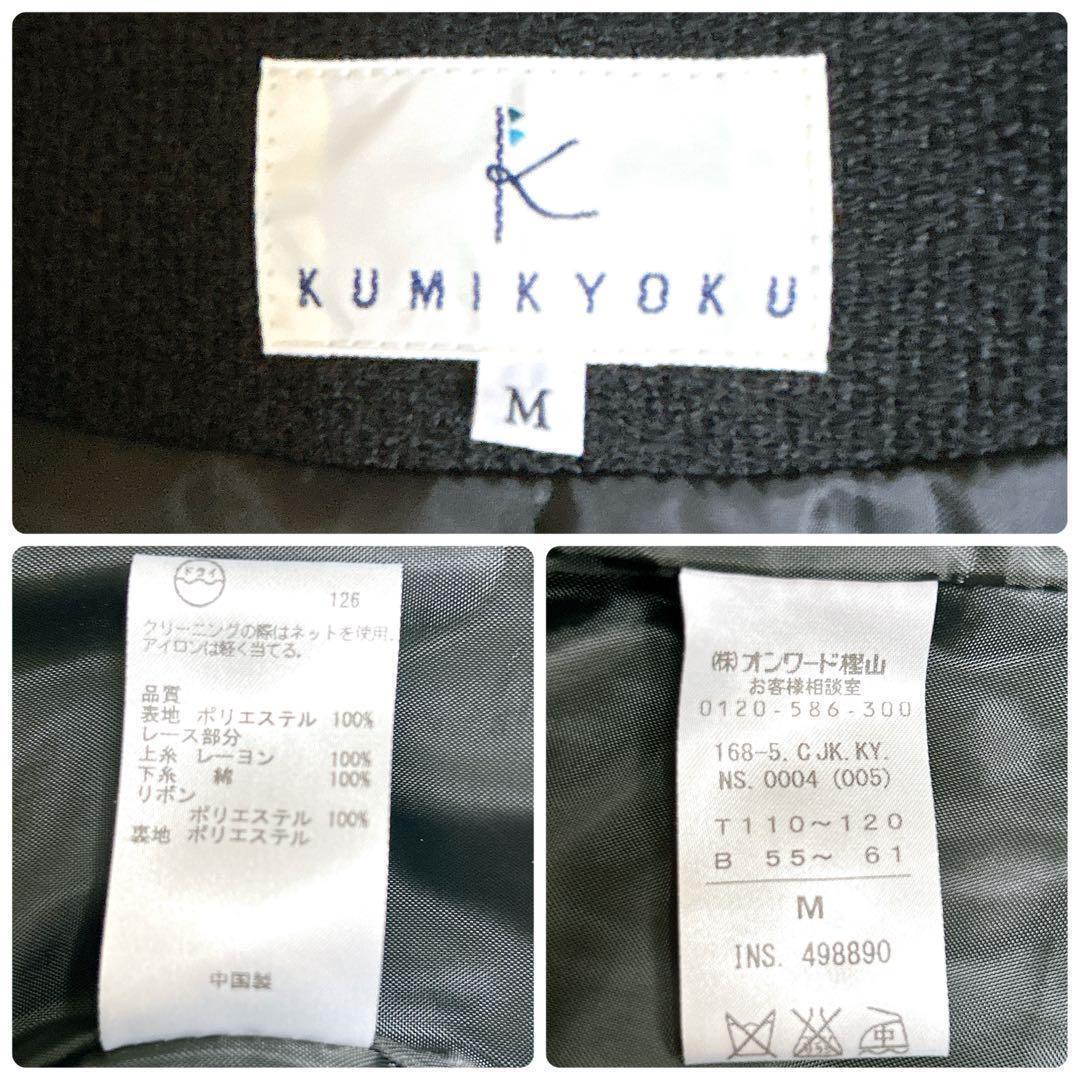 K
KUMIKYOKU
M
ドライ
126
クリーニングの際はネットを使用、
アイロンは軽く当てる。
品質
表地 ポリエステル 100%
レース部分
上糸 レーヨン 100%
下糸 綿 100%
リボン
ポリエステル 100%
裏地 ポリエステル
中国製
(株)オンワード樫山
お客様相談室
0120-586-300
168-5. CJK. KY.
NS. 0004 (005)
T110~120
B 55~ 61
M
INS. 498890
中